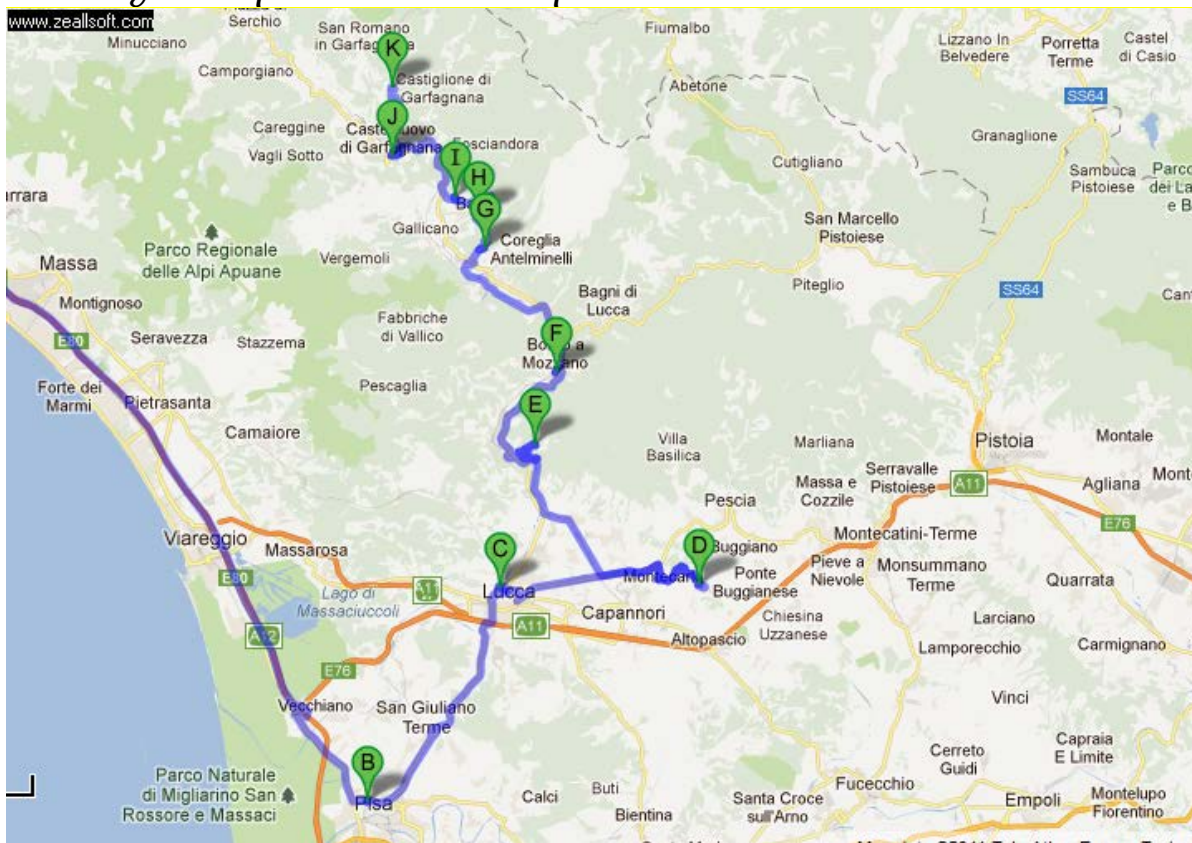 www.zeallsoft.com
Serchio
Minucciano
San Romano
in Garfagnana
Fiumalbo
Lizzano In
Belvedere
Porretta
Terme
Castel
di Casio
K
Camporgiano
Castiglione di
Garfagnana
Abetone
SS64
J
Careggine
Vagli Sotto
Castelnuovo
di Garfagnana
Fosciandora
Granaglione
Cutigliano
I
H
Sambuca
Pistoiese
Parco
dei La
e B
rrara
G
Gallicano
Coreglia
Antelminelli
San Marcello
Pistoiese
Parco Regionale
delle Alpi Apuane
Vergemoli
Massa
Montignoso
Bagni di
Lucca
Piteglio
SS64
Fabbriche
di Vallico
E80
Seravezza
Stazzema
F
Borgo a
Mozzano
Forte dei
Marmi
Pietrasanta
Pescaglia
E
Camaiore
Villa
Basilica
Marliana
Pistoia
Montale
Massa e
Cozzile
Serravalle
Pistoiese
A11
Agliana
Pescia
E76
Viareggio
Massarosa
C
D
Buggiano
Montecatini-Terme
E80
Lago di
Massaciuccoli
Lucca
Ponte
Buggianese
Pieve a
Nievole
Monsummano
Terme
Quarrata
A12
A11
Capannori
Altopascio
Chiesina
Uzzanese
Larciano
Lamporecchio
Carmignano
E76
Vecchiano
San Giuliano
Terme
Vinci
B
Pisa
Parco Naturale
di Migliarino San
Rossore e Massaci
Calci
Buti
Bientina
Santa Croce
sull'Arno
Fucecchio
Cerreto
Guidi
Capraia
E Limite
Empoli
Montelupo
Fiorentino